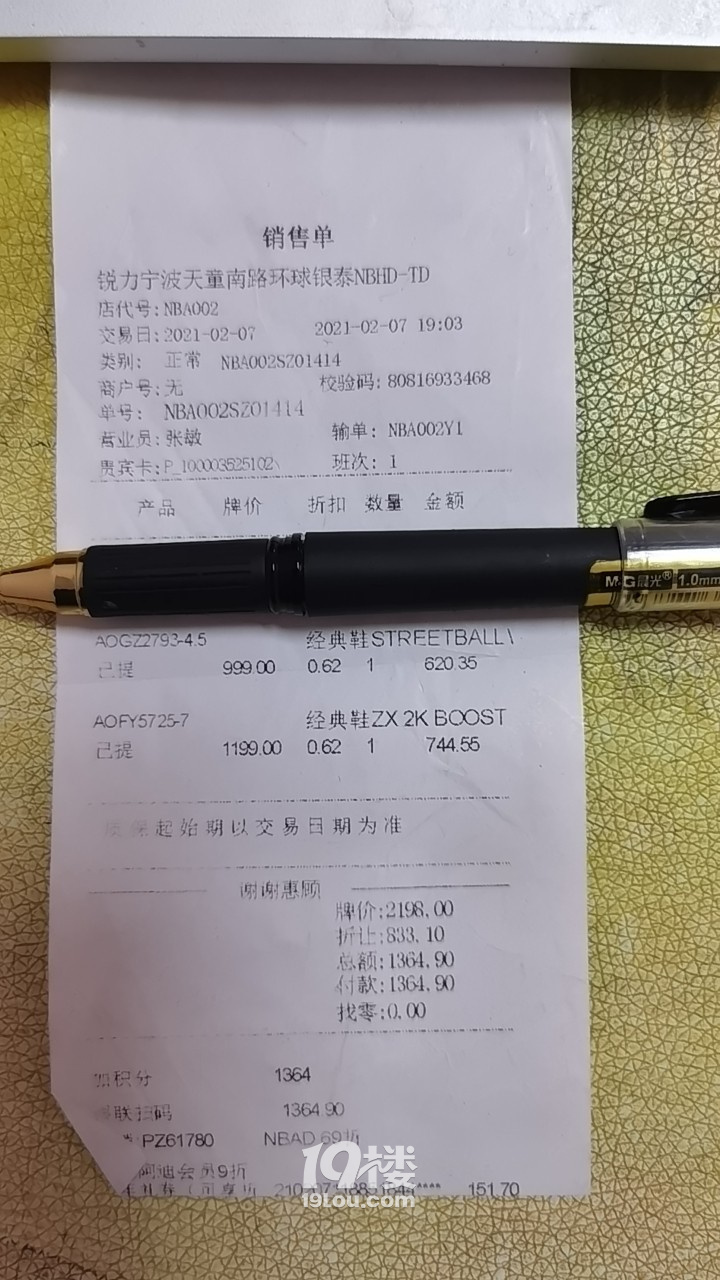 销售单
锐力宁波天童南路环球银泰NBHD-TD
店代号:NBA002
交易日:2021-02-07 2021-02-07 19:03
类别: 正常 NBA002SZ01414
商户号:无 校验码: 80816933468
单号: NBA002SZ01414
营业员:张敏 输单: NBA002Y1
贵宾卡:P_100003525102\ 班次: 1
产品 牌价 折扣 数量 金额
M&G晨光® 1.0mm
AOGZ2793-4.5 经典鞋STREETBALL\
已提 999.00 0.62 1 620.35
AOFY5725-7 经典鞋ZX 2K BOOST
已提 1199.00 0.62 1 744.55
质保起始期以交易日期为准
谢谢惠顾
牌价:2198.00
折让:833.10
总额:1364.90
付款:1364.90
找零:0.00
积分 1364
联扫码 1364.90
PZ61780 NBAD 69折
阿迪会员9折
151.70
19楼
19lou.com